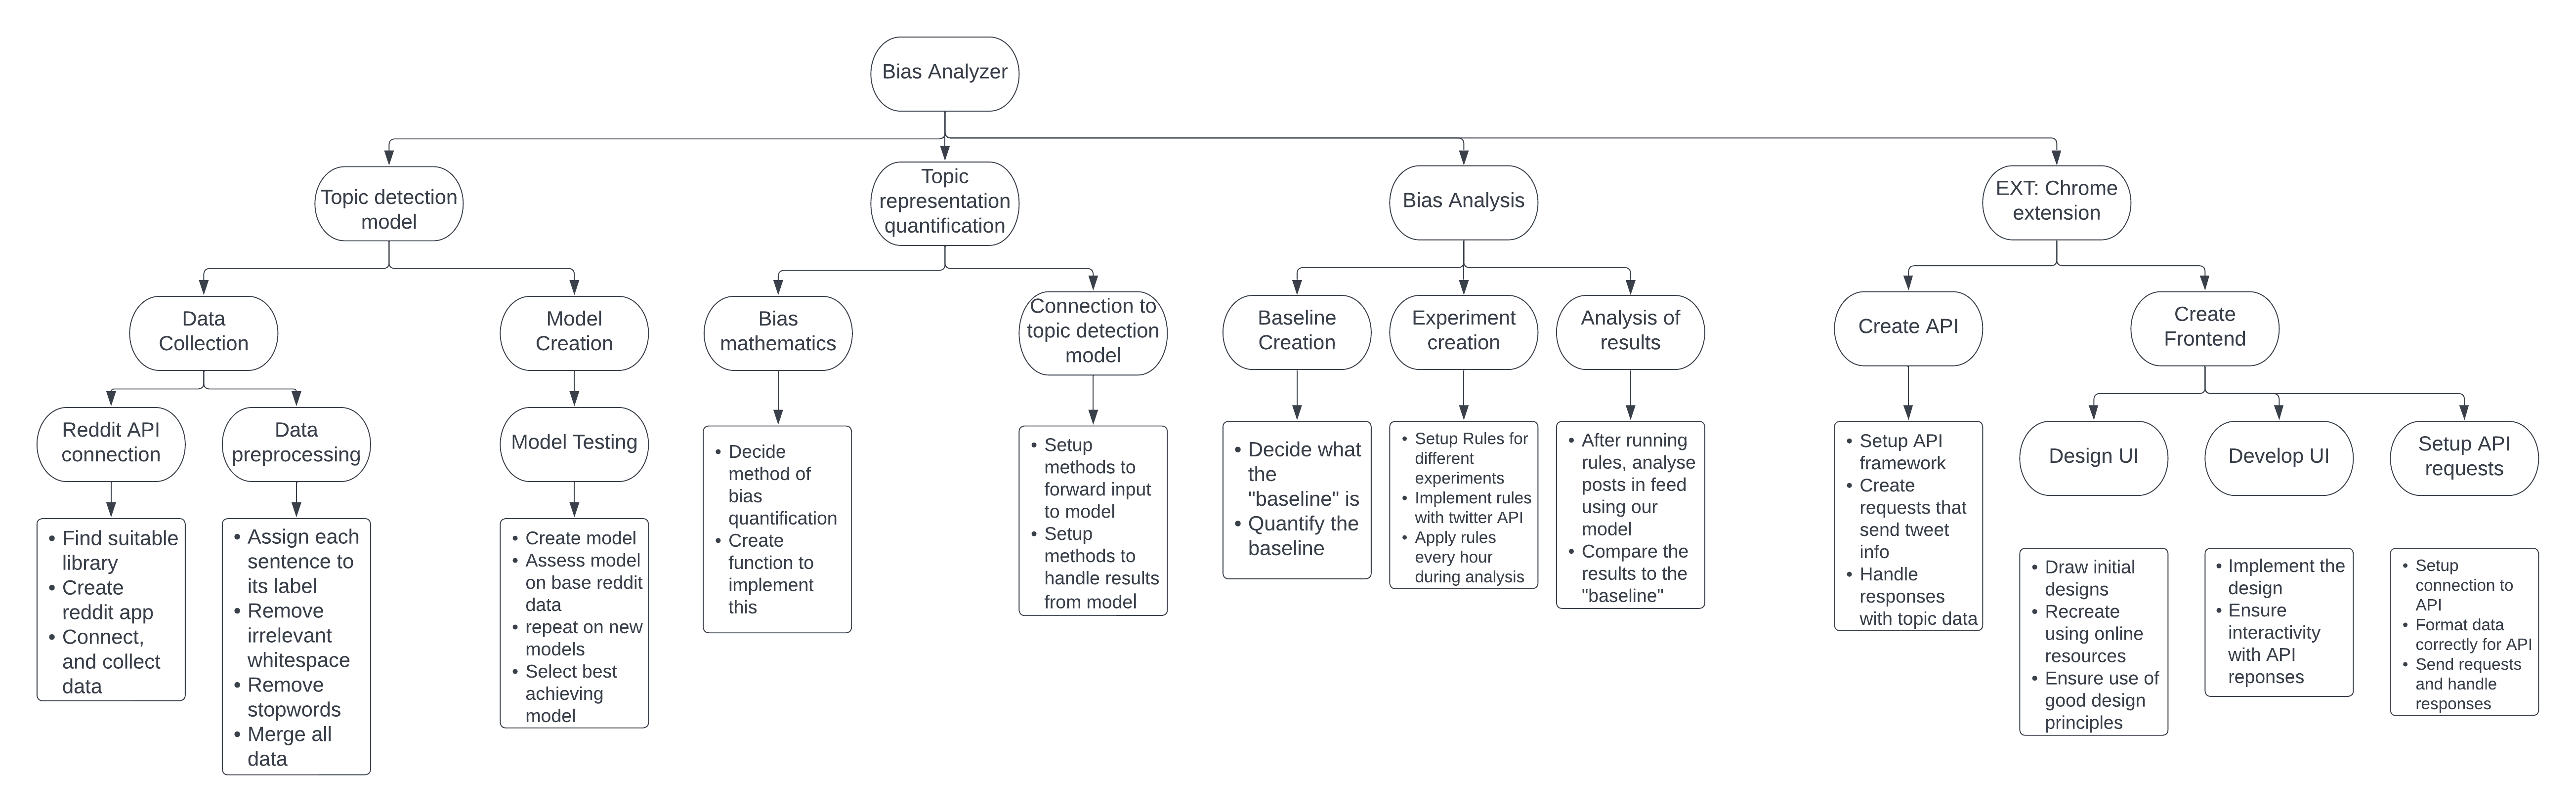 Bias Analyzer
Topic detection
model
Topic
representation
quantification
Bias Analysis
EXT: Chrome
extension
Data
Collection
Model
Creation
Bias
mathematics
Connection to
topic detection
model
Baseline
Creation
Experiment
creation
Analysis of
results
Create API
Create
Frontend
Reddit API
connection
Data
preprocessing
Model Testing
Design UI
Develop UI
Setup API
requests
• Find suitable
library
• Create
reddit app
• Connect,
and collect
data
• Assign each
sentence to
its label
• Remove
irrelevant
whitespace
• Remove
stopwords
• Merge all
data
• Create model
• Assess model
on base reddit
data
• repeat on new
models
• Select best
achieving
model
• Decide
method of
bias
quantification
• Create
function to
implement
this
• Setup
methods to
forward input
to model
• Setup
methods to
handle results
from model
• Decide what
the
"baseline" is
• Quantify the
baseline
• Setup Rules for
different
experiments
• Implement rules
with twitter API
• Apply rules
every hour
during analysis
• After running
rules, analyse
posts in feed
using our
model
• Compare the
results to the
"baseline"
• Setup API
framework
• Create
requests that
send tweet
info
• Handle
responses
with topic data
• Draw initial
designs
• Recreate
using online
resources
• Ensure use of
good design
principles
• Implement the
design
• Ensure
interactivity
with API
reponses
• Setup
connection to
API
• Format data
correctly for API
• Send requests
and handle
responses